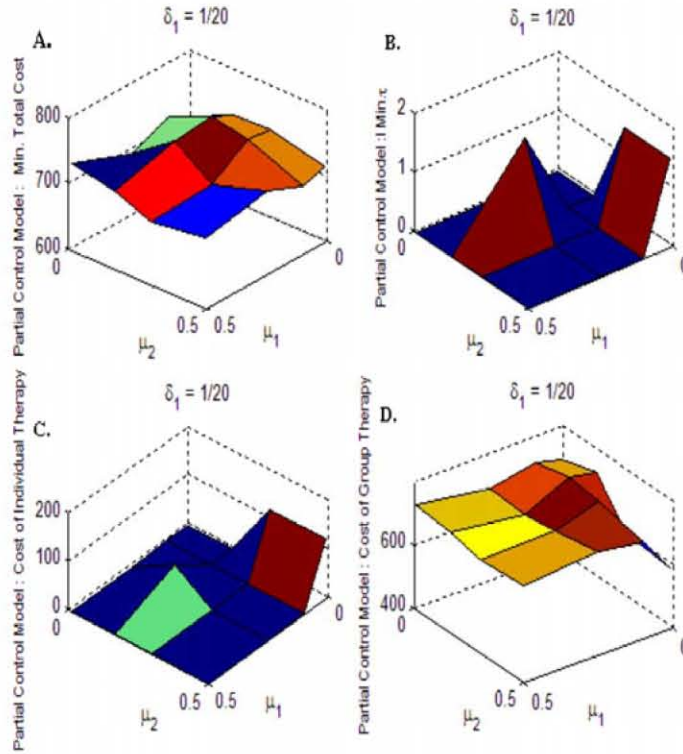 δ1 = 1/20
A.
Partial Control Model : Min. Total Cost
800
700
600
0
0.5
0.5
0
μ2
μ1
δ1 = 1/20
B.
Partial Control Model :I Min.τ
2
1
0
0
0.5
0.5
μ2
μ1
δ1 = 1/20
C.
Partial Control Model : Cost of Individual Therapy
200
100
0
0
0.5
0.5
0
μ2
μ1
δ1 = 1/20
D.
Partial Control Model : Cost of Group Therapy
600
400
0
0.5
0.5
μ2
μ1